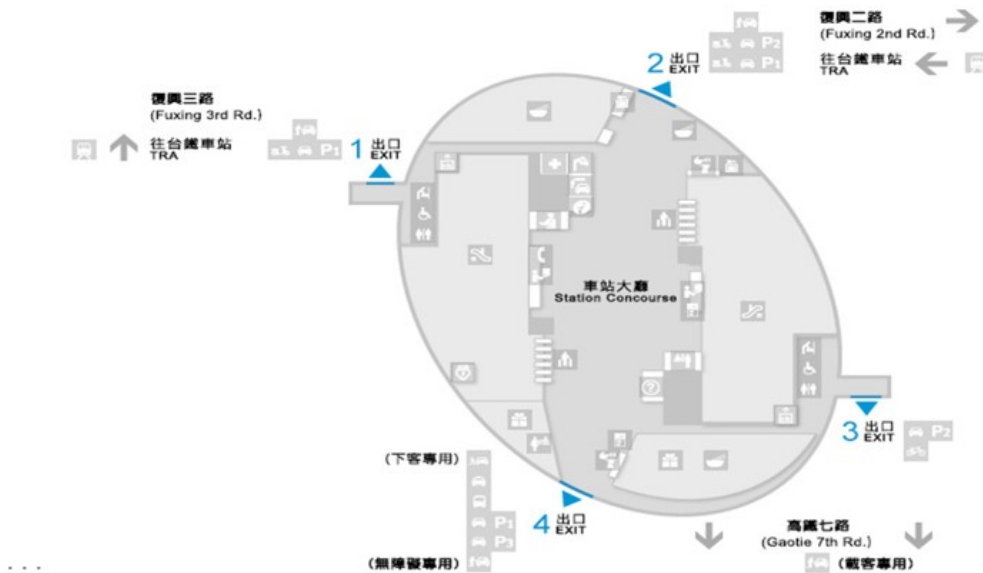 復興二路
(Fuxing 2nd Rd.)
往台鐵車站
TRA
2 出口
EXIT
P2
P1
復興三路
(Fuxing 3rd Rd.)
往台鐵車站
TRA
P1
1 出口
EXIT
車站大廳
Station Concourse
3 出口
EXIT
P2
(下客專用)
P1
P3
(無障礙專用)
4 出口
EXIT
高鐵七路
(Gaotie 7th Rd.)
(載客專用)
...